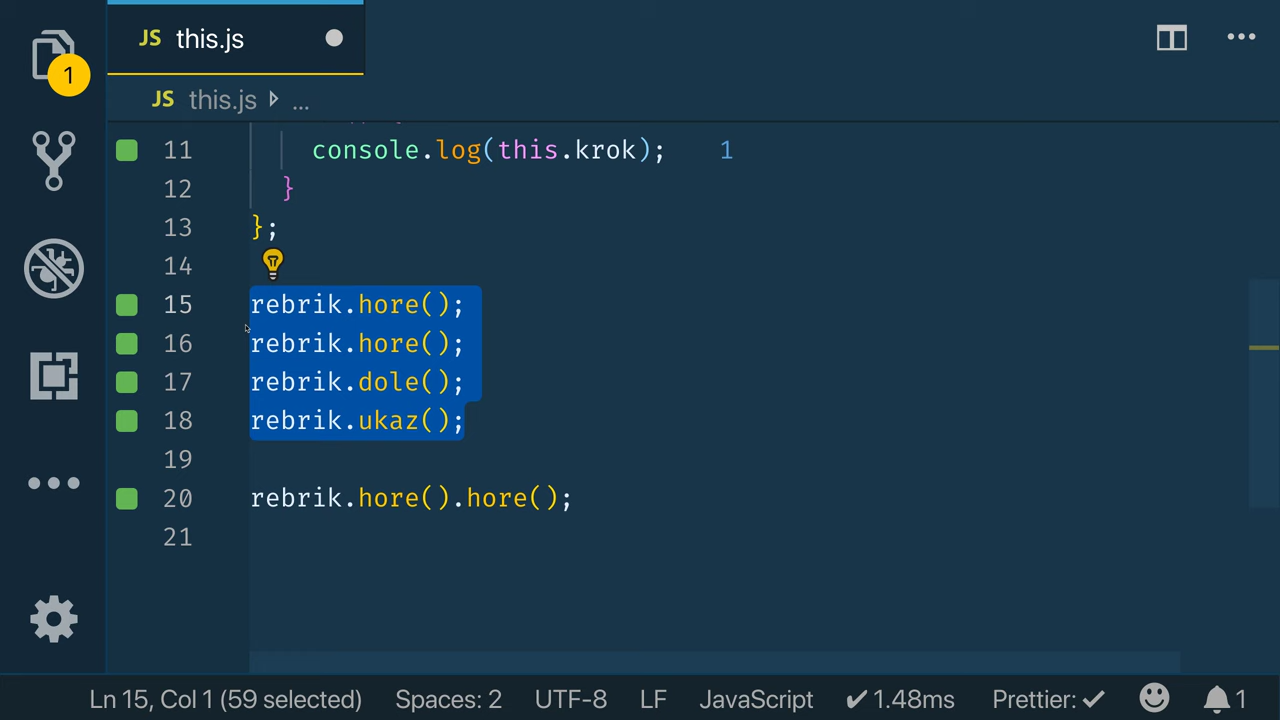 JS this.js
1
JS this.js ...
11 console.log(this.krok); 1
12 }
13 };
14
15 rebrik.hore();
16 rebrik.hore();
17 rebrik.dole();
18 rebrik.ukaz();
19
20 rebrik.hore().hore();
21
Ln 15, Col 1 (59 selected) Spaces: 2 UTF-8 LF JavaScript ✔ 1.48ms Prettier: ✓ 1